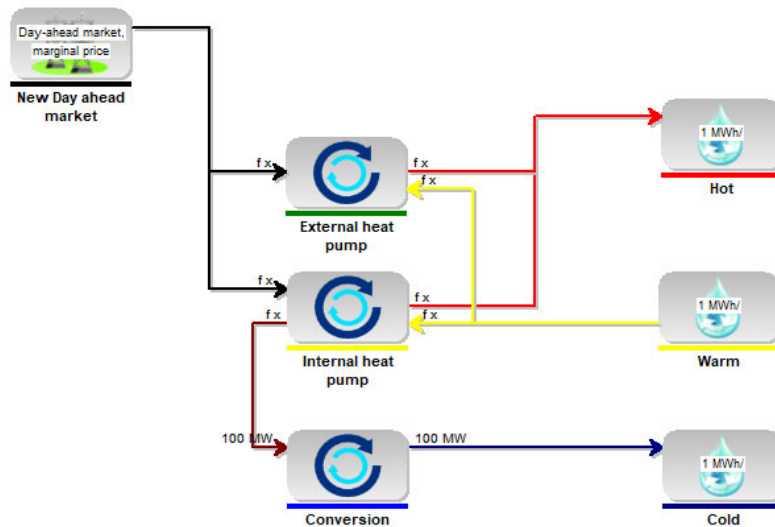 Day-ahead market,
marginal price
New Day ahead
market
f x
f x
f x
External heat
pump
1 MWh/
Hot
f x
f x
f x
f x
Internal heat
pump
1 MWh/
Warm
100 MW
100 MW
Conversion
1 MWh/
Cold